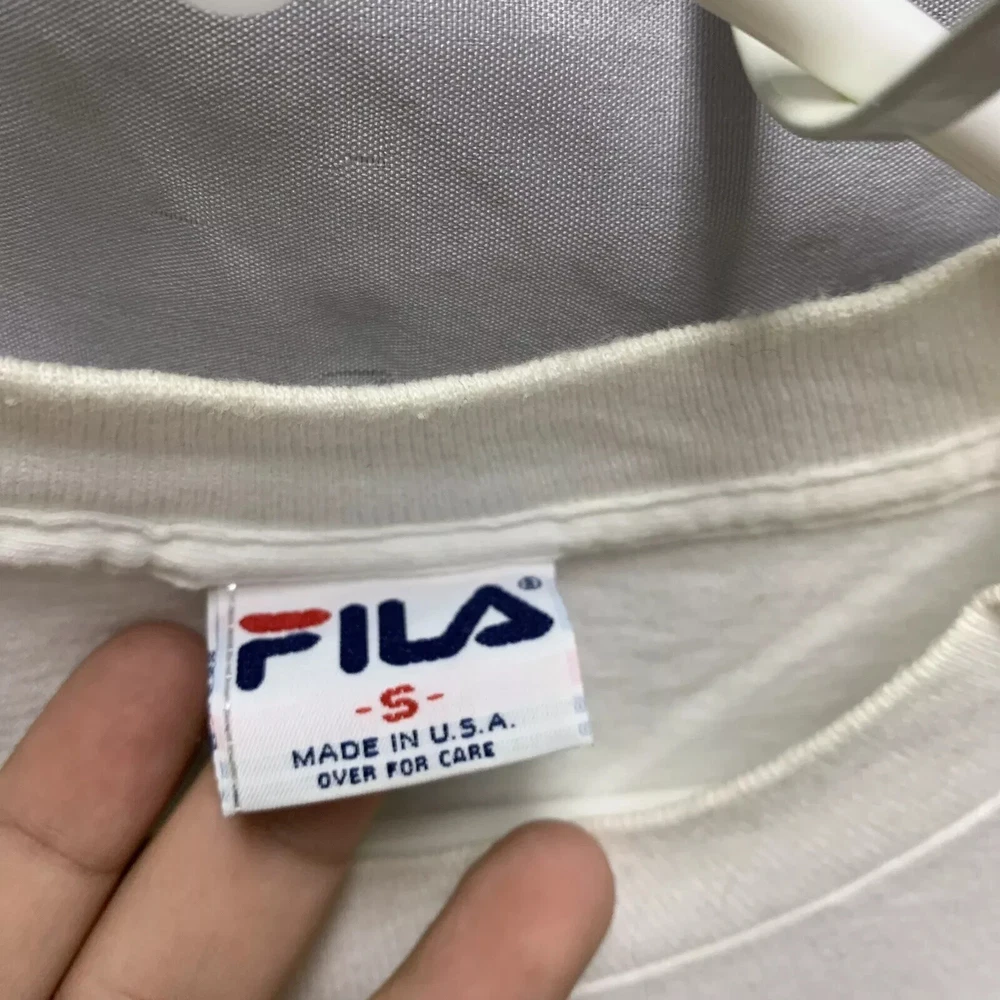 FILA®
-S-
MADE IN U.S.A.
OVER FOR CARE